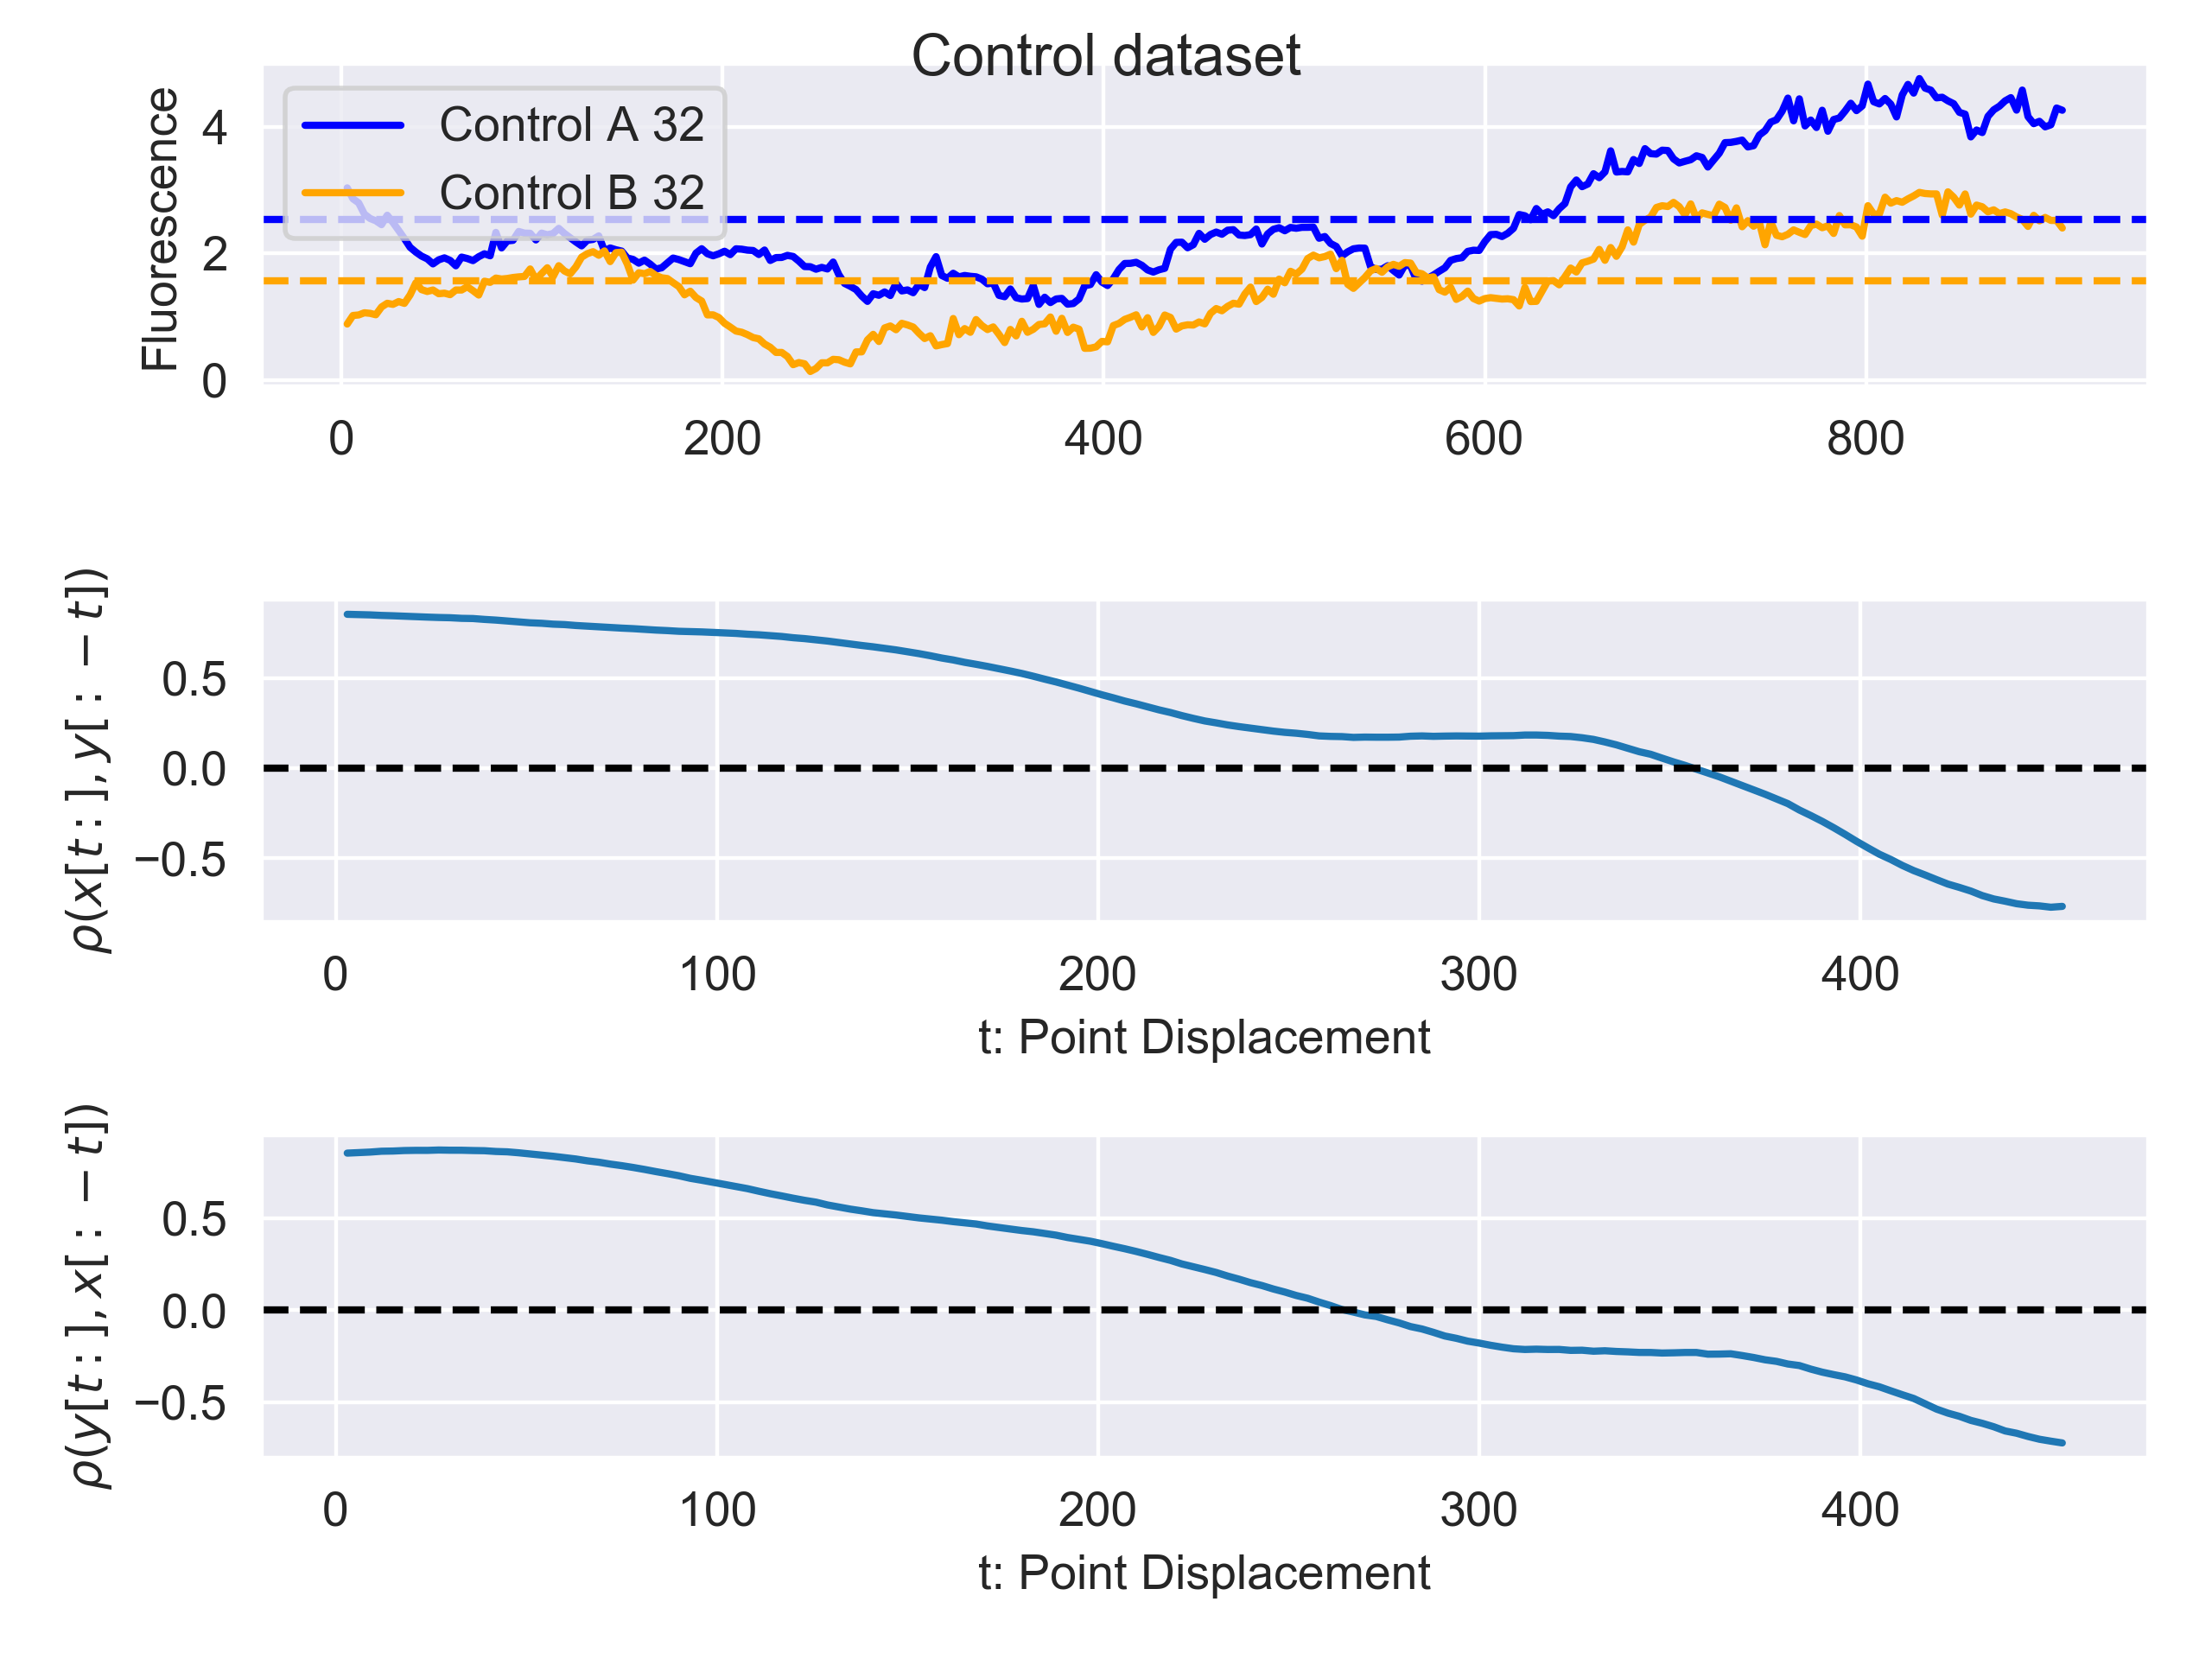 Control dataset
Fluorescence
4
2
0
Control A 32
Control B 32
0 200 400 600 800
ρ(x[t:], y[:−t])
0.5
0.0
−0.5
0 100 200 300 400
t: Point Displacement
ρ(y[t:], x[:−t])
0.5
0.0
−0.5
0 100 200 300 400
t: Point Displacement